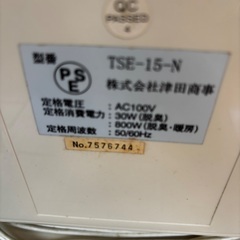 QC
PASSED
型番 TSE-15-N
PSE
株式会社津田商事
定格電圧 : AC100V
定格消費電力 : 30W(脱臭)
800W(脱臭・暖房)
定格周波数 : 50/60Hz
No.7576744